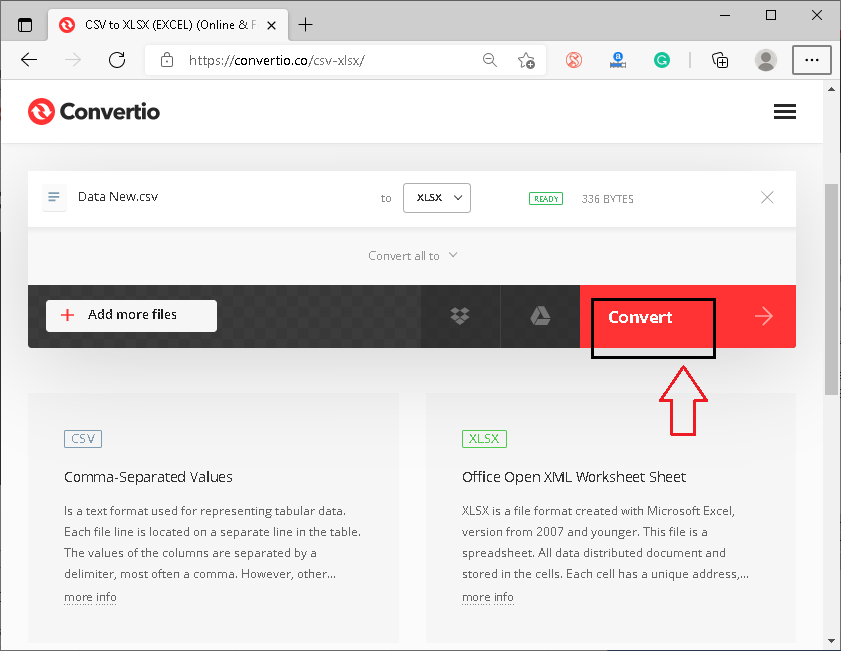 CSV to XLSX (EXCEL) (Online & F
https://convertio.co/csv-xlsx/
Convertio
Data New.csv to XLSX READY 336 BYTES
Convert all to
Add more files Convert
CSV
Comma-Separated Values
Is a text format used for representing tabular data.
Each file line is located on a separate line in the table.
The values of the columns are separated by a
delimiter, most often a comma. However, other...
more info
XLSX
Office Open XML Worksheet Sheet
XLSX is a file format created with Microsoft Excel,
version from 2007 and younger. This file is a
spreadsheet. All data distributed document and
stored in the cells. Each cell has a unique address,...
more info